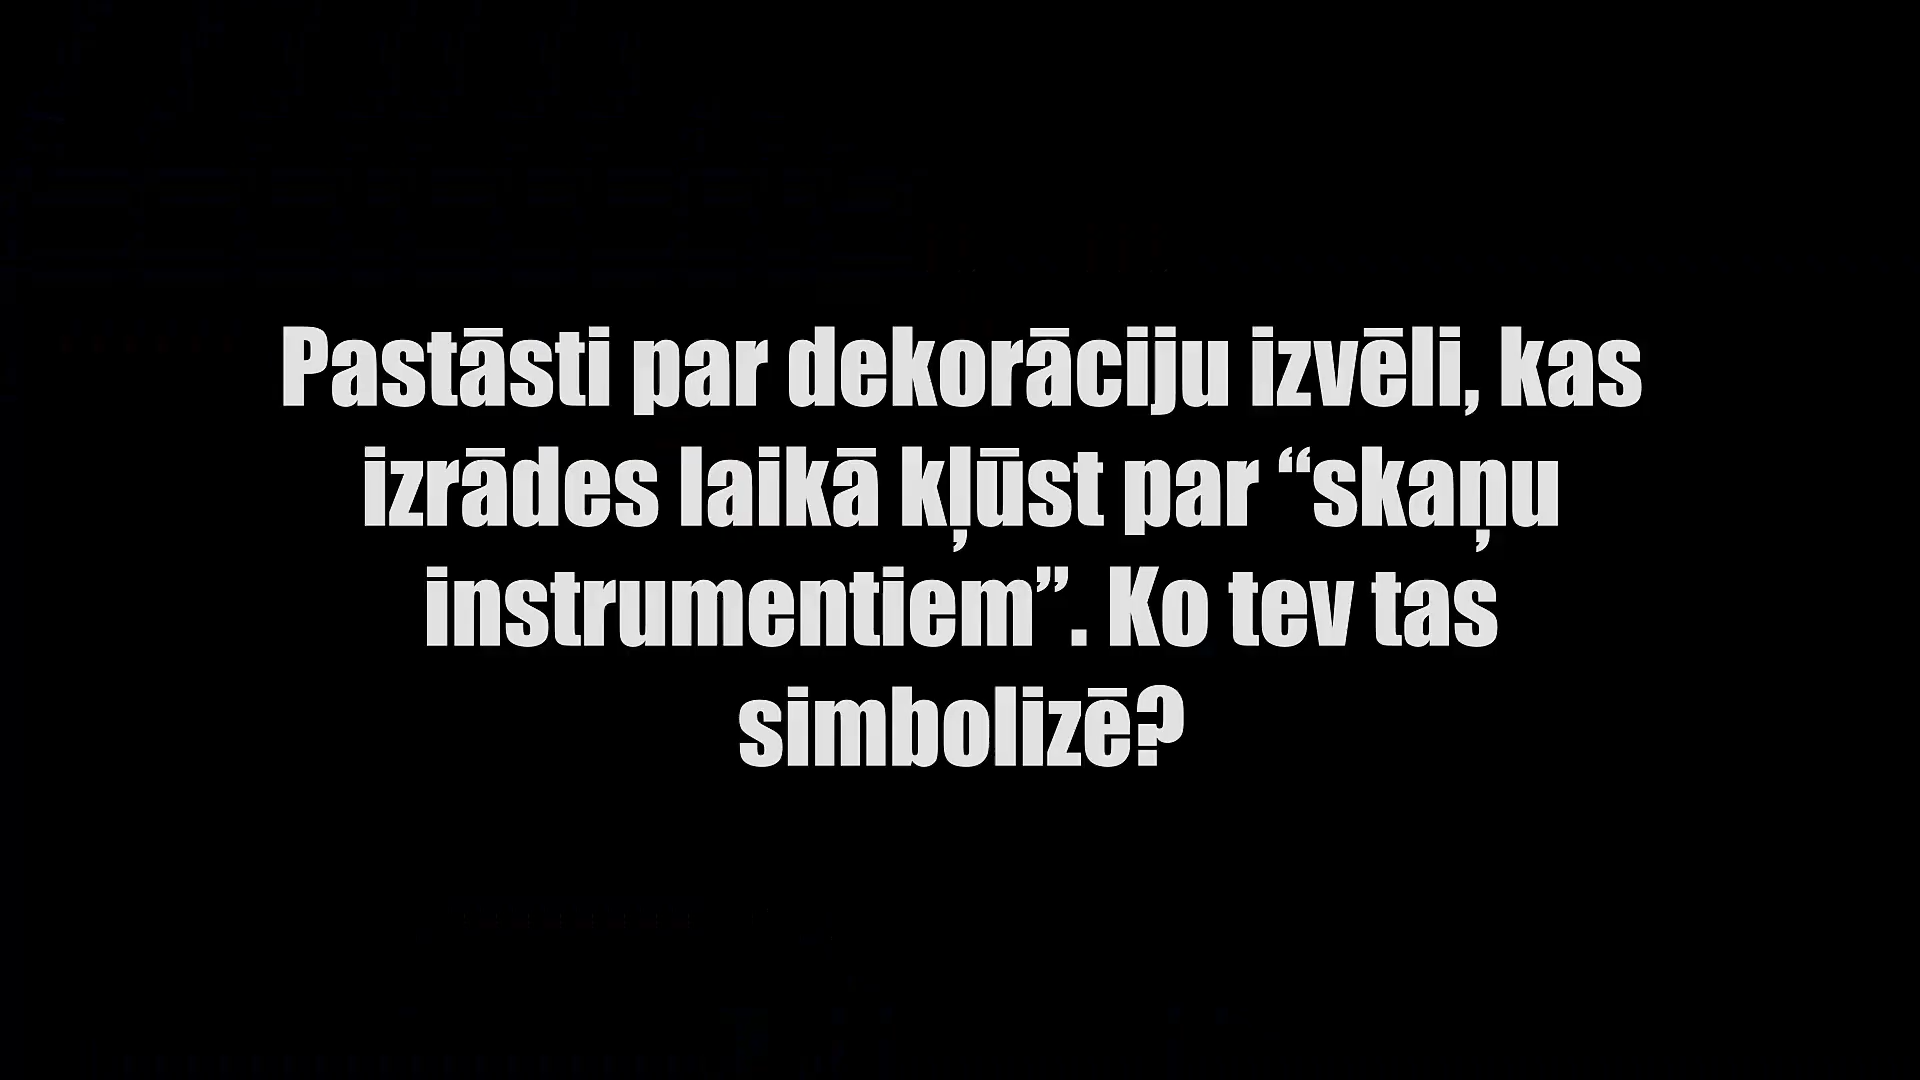 Pastāsti par dekorāciju izvēli, kas
izrādes laikā kļūst par “skaņu
instrumentiem”. Ko tev tas
simbolizē?